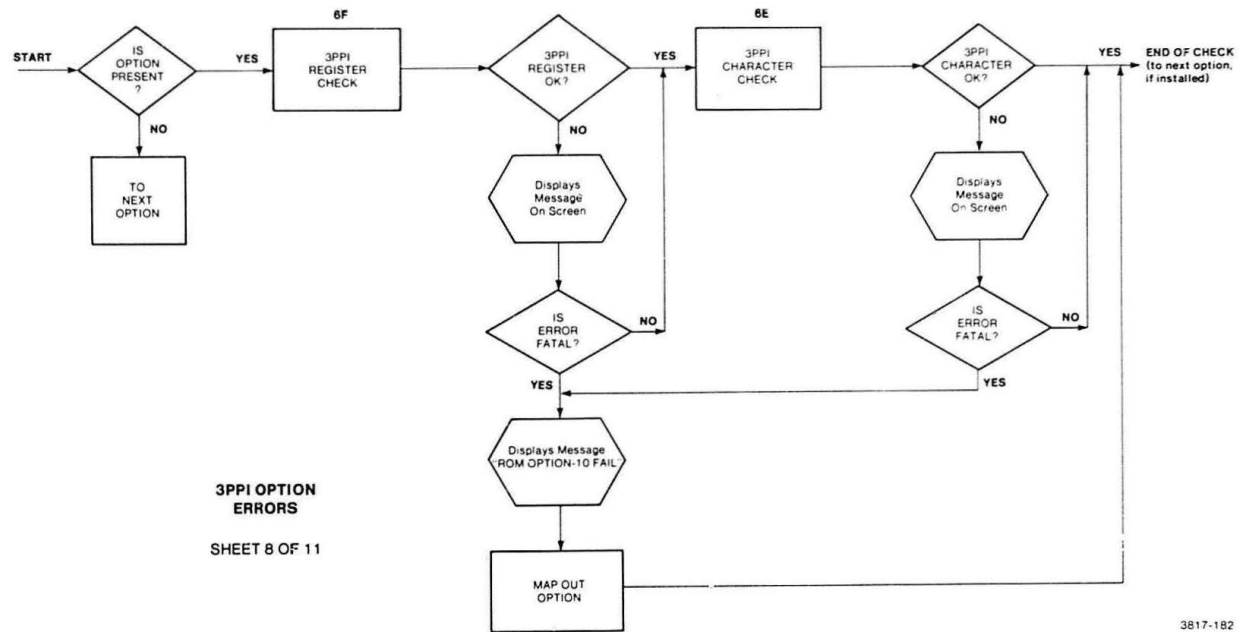 START
IS
OPTION
PRESENT
?
YES
NO
TO
NEXT
OPTION
6F
3PPI
REGISTER
CHECK
3PPI
REGISTER
OK?
YES
NO
Displays
Message
On Screen
IS
ERROR
FATAL?
NO
YES
Displays Message
"ROM OPTION-10 FAIL"
MAP OUT
OPTION
6E
3PPI
CHARACTER
CHECK
3PPI
CHARACTER
OK?
YES
NO
Displays
Message
On Screen
IS
ERROR
FATAL?
NO
YES
END OF CHECK
(to next option,
if installed)
3PPI OPTION
ERRORS
SHEET 8 OF 11
3817-182